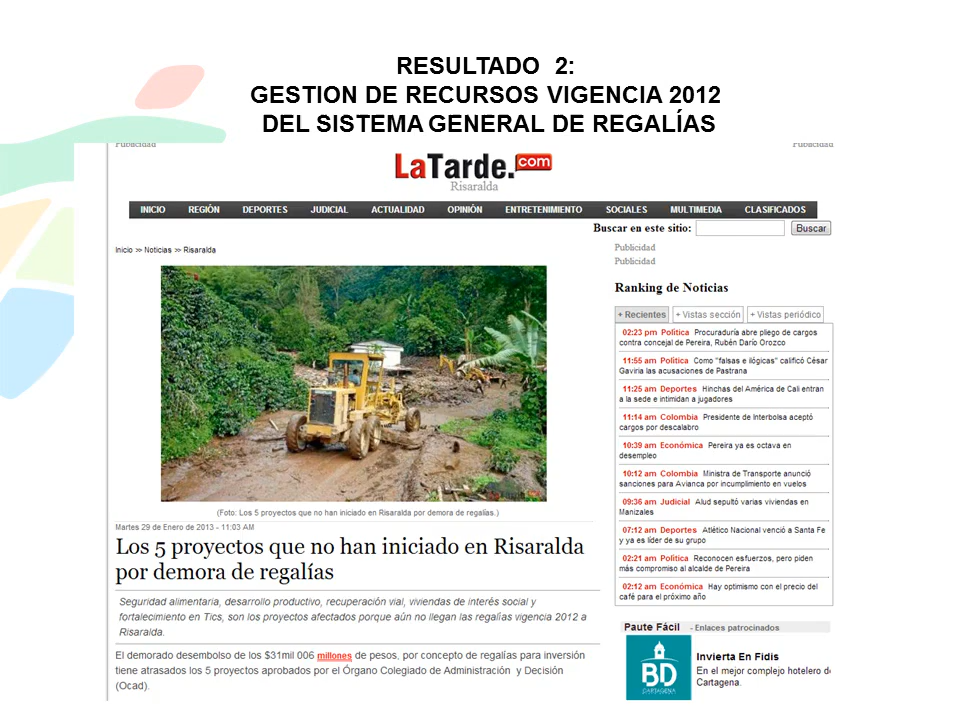 RESULTADO 2:
GESTION DE RECURSOS VIGENCIA 2012
DEL SISTEMA GENERAL DE REGALÍAS
Publicidad
Publicidad
LaTarde.com
Risaralda
INICIO REGIÓN DEPORTES JUDICIAL ACTUALIDAD OPINIÓN ENTRETENIMIENTO SOCIALES MULTIMEDIA CLASIFICADOS
Buscar en este sitio: Buscar
Inicio >> Noticias >> Risaralda
(Foto: Los 5 proyectos que no han iniciado en Risaralda por demora de regalías.)
Martes 29 de Enero de 2013 - 11:03 AM
Los 5 proyectos que no han iniciado en Risaralda
por demora de regalías
Seguridad alimentaria, desarrollo productivo, recuperación vial, viviendas de interés social y
fortalecimiento en Tics, son los proyectos afectados porque aún no llegan las regalías vigencia 2012 a
Risaralda.
El demorado desembolso de los $31mil 006 millones de pesos, por concepto de regalías para inversión
tiene atrasados los 5 proyectos aprobados por el Órgano Colegiado de Administración y Decisión
(Ocad).
Publicidad
Publicidad
Ranking de Noticias
+ Recientes + Vistas sección + Vistas periódico
02:23 pm Política Procuraduría abre pliego de cargos
contra concejal de Pereira, Rubén Darío Orozco
11:55 am Política Como "falsas e ilógicas" calificó César
Gaviria las acusaciones de Pastrana
11:25 am Deportes Hinchas del América de Cali entran
a la sede e intimidan a jugadores
11:14 am Colombia Presidente de Interbolsa aceptó
cargos por descalabro
10:39 am Económica Pereira ya es octava en
desempleo
10:12 am Colombia Ministra de Transporte anunció
sanciones para Avianca por incumplimiento en vuelos
09:36 am Judicial Alud sepultó varias viviendas en
Manizales
07:12 am Deportes Atlético Nacional venció a Santa Fe
y ya es líder de su grupo
02:21 am Política Reconocen esfuerzos, pero piden
más compromiso al alcalde de Pereira
02:12 am Económica Hay optimismo con el precio del
café para el próximo año
Paute Fácil - Enlaces patrocinados
BD
CARTAGENA
Invierta En Fidis
En el mejor complejo hotelero de
Cartagena.